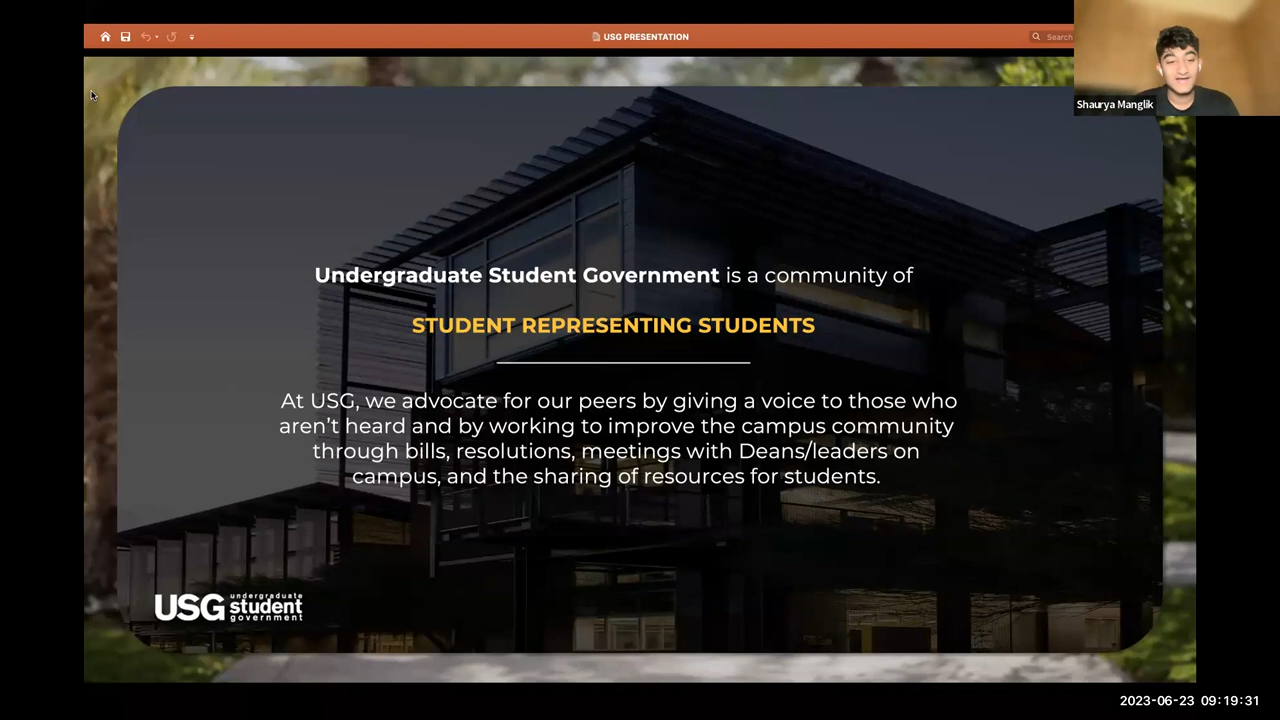 USG PRESENTATION
Search
Shaurya Manglik
Undergraduate Student Government is a community of
STUDENT REPRESENTING STUDENTS
At USG, we advocate for our peers by giving a voice to those who
aren’t heard and by working to improve the campus community
through bills, resolutions, meetings with Deans/leaders on
campus, and the sharing of resources for students.
USG undergraduate
student
government
2023-06-23 09:19:31